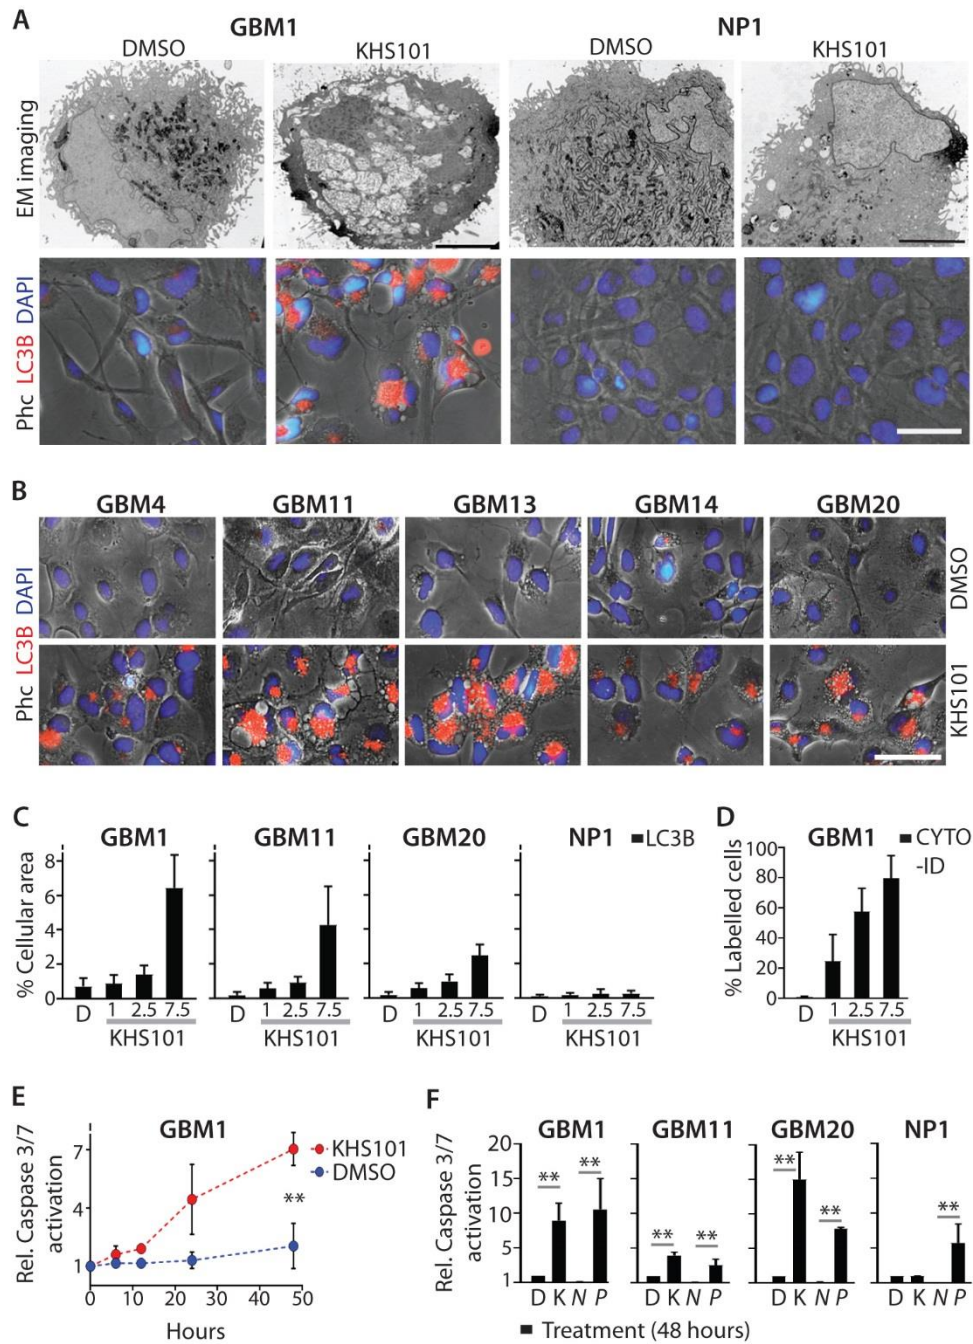 A
GBM1
NP1
DMSO
KHS101
DMSO
KHS101
EM imaging
Phc LC3B DAPI
B
GBM4
GBM11
GBM13
GBM14
GBM20
Phc LC3B DAPI
DMSO
KHS101
C
GBM1
GBM11
GBM20
NP1
LC3B
% Cellular area
8
6
4
2
0
D 1 2.5 7.5
KHS101
D 1 2.5 7.5
KHS101
D 1 2.5 7.5
KHS101
D 1 2.5 7.5
KHS101
D
GBM1
CYTO
-ID
% Labelled cells
100
80
60
40
20
0
D 1 2.5 7.5
KHS101
E
GBM1
Rel. Caspase 3/7
activation
7
4
1
KHS101
DMSO
**
0 10 20 30 40 50
Hours
F
GBM1
GBM11
GBM20
NP1
Rel. Caspase 3/7
activation
20
15
10
5
1
** **
** **
** **
**
D K N P
D K N P
D K N P
D K N P
Treatment (48 hours)